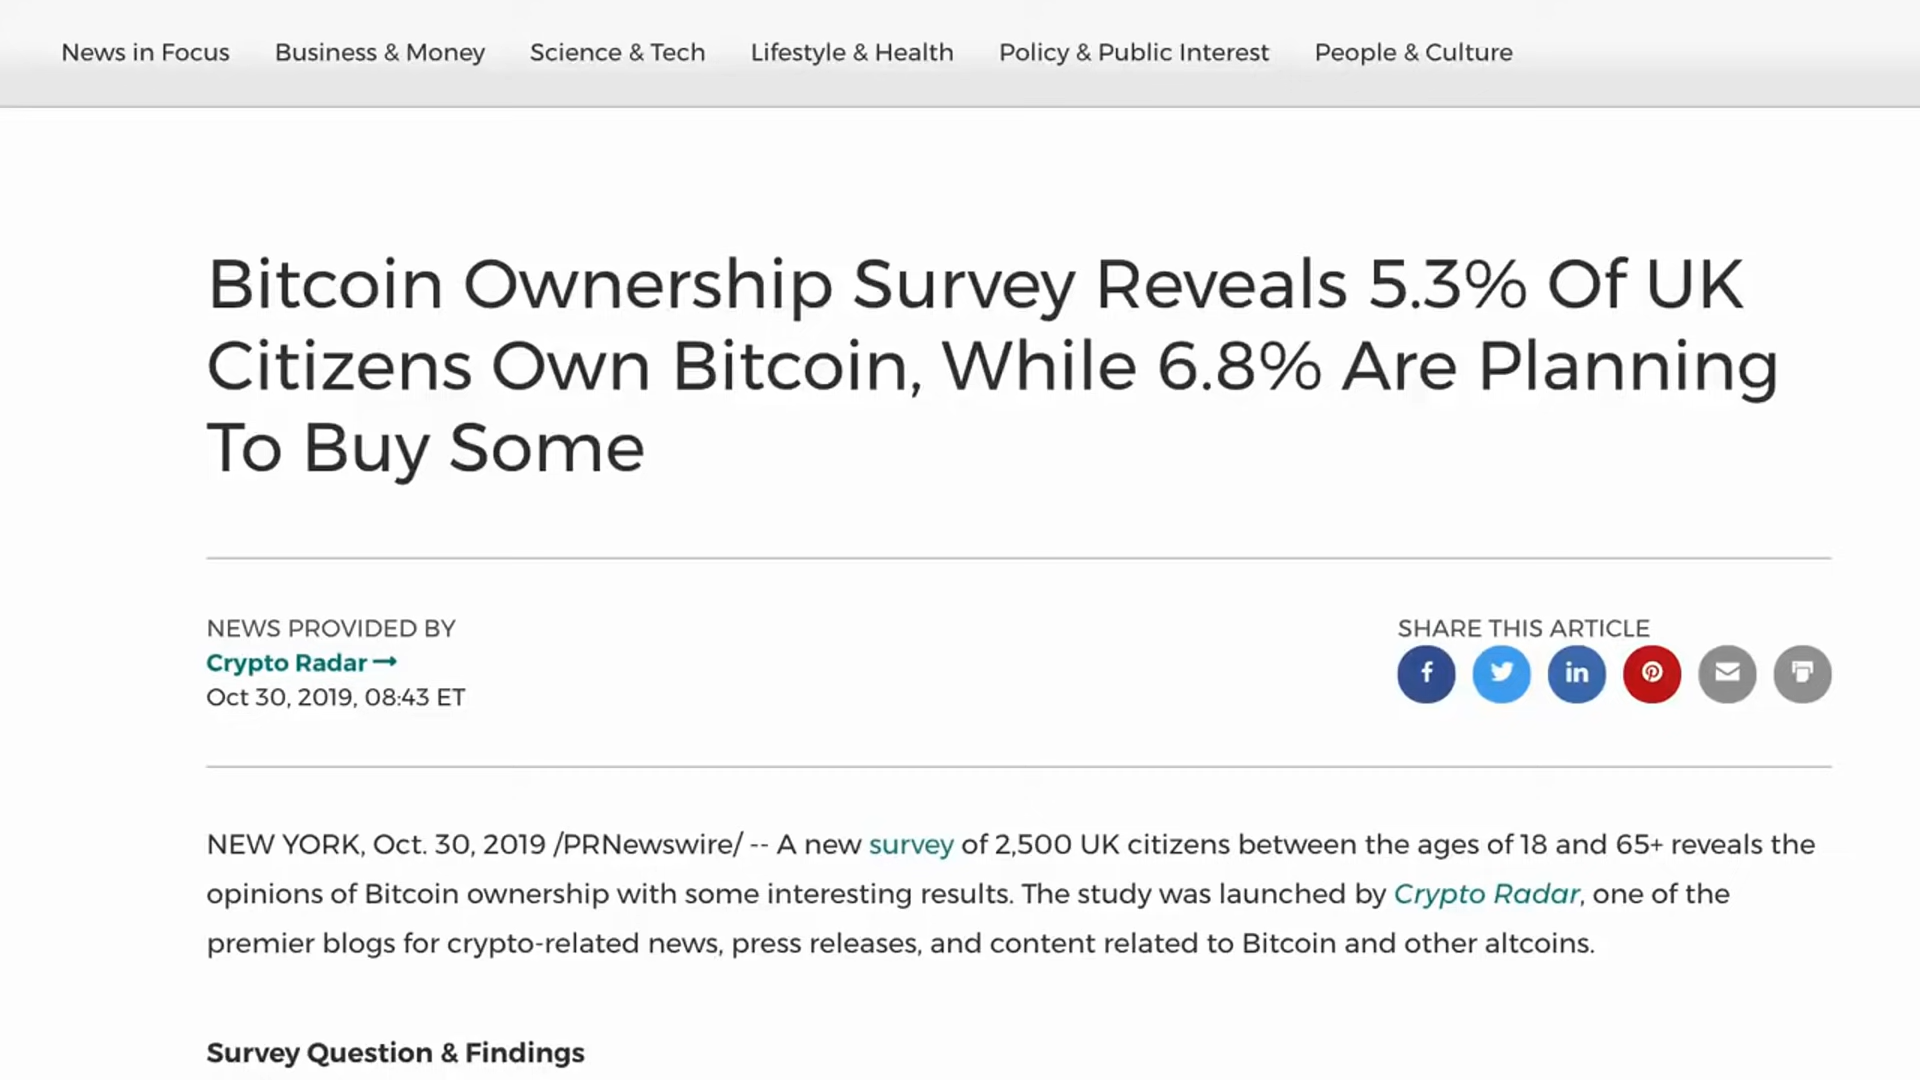 News in Focus Business & Money Science & Tech Lifestyle & Health Policy & Public Interest People & Culture
Bitcoin Ownership Survey Reveals 5.3% Of UK
Citizens Own Bitcoin, While 6.8% Are Planning
To Buy Some
NEWS PROVIDED BY
Crypto Radar →
Oct 30, 2019, 08:43 ET
SHARE THIS ARTICLE
NEW YORK, Oct. 30, 2019 /PRNewswire/ -- A new survey of 2,500 UK citizens between the ages of 18 and 65+ reveals the
opinions of Bitcoin ownership with some interesting results. The study was launched by Crypto Radar, one of the
premier blogs for crypto-related news, press releases, and content related to Bitcoin and other altcoins.
Survey Question & Findings